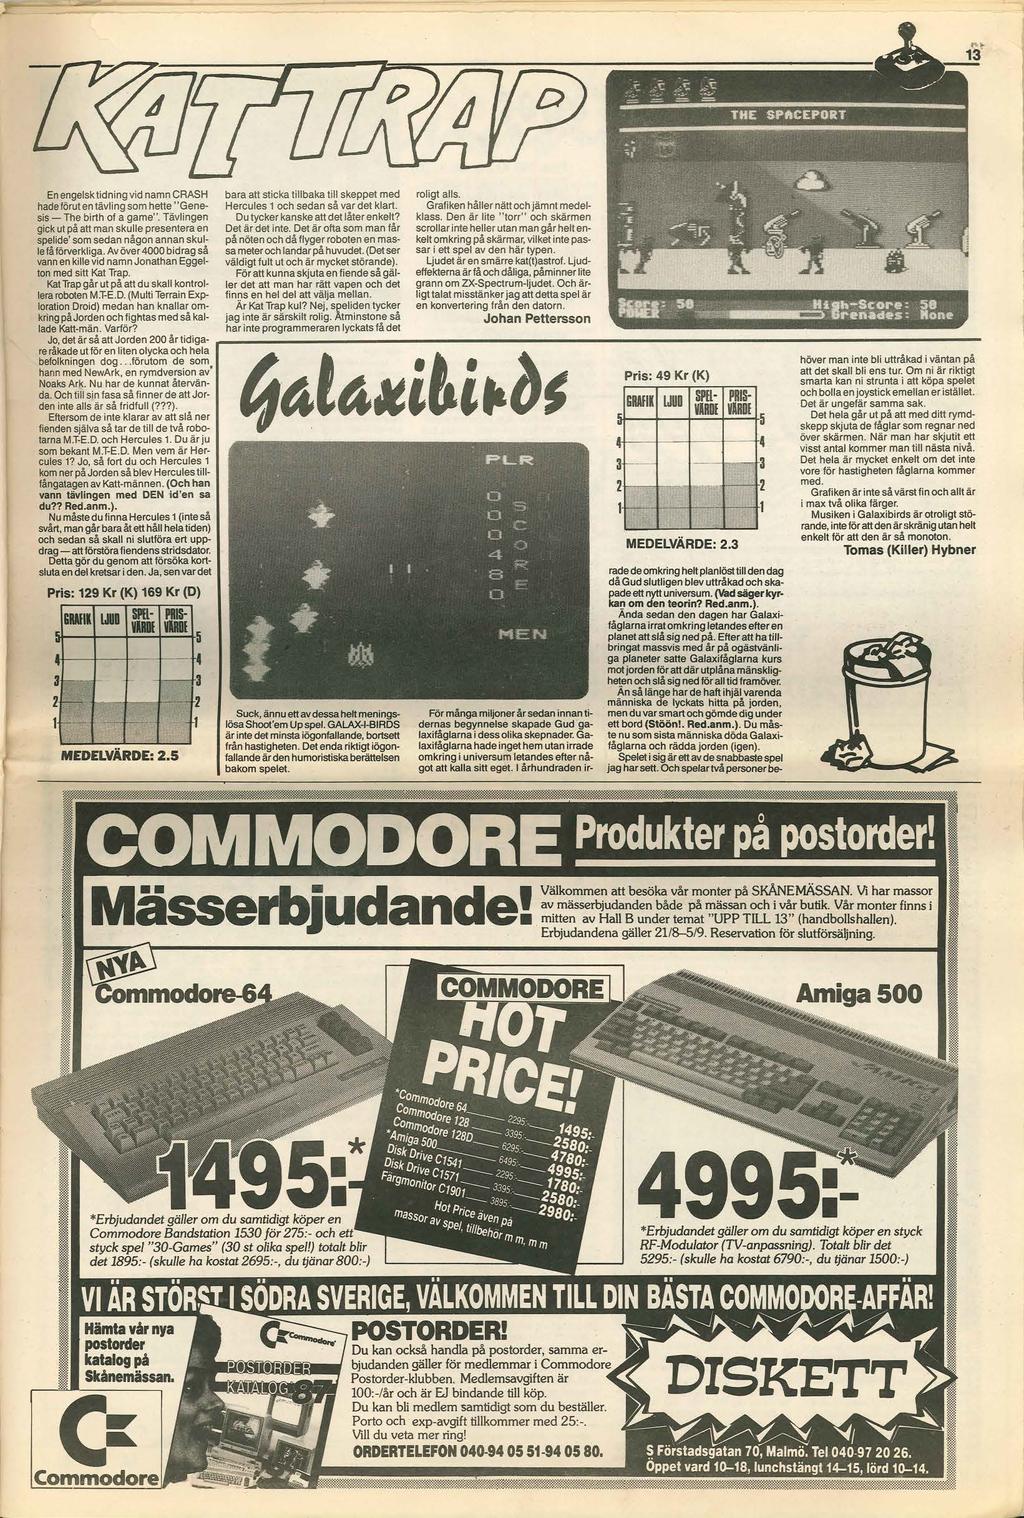 13
KAT TRAP
En engelsk tidning vid namn CRASH
hade förut en tävling som hette "Gene-
sis — The birth of a game". Tävlingen
gick ut på att man skulle presentera en
spelide' som sedan någon annan skul-
le få förverkliga. Av över 4000 bidrag så
vann en kille vid namn Jonathan Eggel-
ton med sitt Kat Trap.
Kat Trap går ut på att du skall kontrol-
lera roboten M.T-E.D. (Multi Terrain Exp-
loration Droid) medan han knallar om-
kring på Jorden och fightas med så kal-
lade Katt-män. Varför?
Jo, det är så att Jorden 200 år tidiga-
re råkade ut för en liten olycka och hela
befolkningen dog...förutom de som
hann med NewArk, en rymdversion av
Noaks Ark. Nu har de kunnat återvän-
da. Och till sin fasa så finner de att Jor-
den inte alls är så fridfull (???).
Eftersom de inte klarar av att slå ner
fienden själva så tar de till de två robo-
tarna M.T-E.D. och Hercules 1. Du är ju
som bekant M.T-E.D. Men vem är Her-
cules 1? Jo, så fort du och Hercules 1
kom ner på Jorden så blev Hercules till-
fångatagen av Katt-männen. (Och han
vann tävlingen med DEN id'en sa
du?? Red.anm.).
Nu måste du finna Hercules 1 (inte så
svårt, man går bara åt ett håll hela tiden)
och sedan så skall ni slutföra ert upp-
drag — att förstöra fiendens stridsdator.
Detta gör du genom att försöka kort-
sluta en del kretsar i den. Ja, sen var det
Pris: 129 Kr (K) 169 Kr (D)
GRAFIK LJUD SPEL- VÄRDE PRIS- VÄRDE
5 5
4 4
3 3
2 2
1 1
MEDELVÄRDE: 2.5
bara att sticka tillbaka till skeppet med
Hercules 1 och sedan så var det klart.
Du tycker kanske att det låter enkelt?
Det är det inte. Det är ofta som man får
på nöten och då flyger roboten en mas-
sa meter och landar på huvudet. (Det ser
väldigt fult ut och är mycket störande).
För att kunna skjuta en fiende så gäl-
ler det att man har rätt vapen och det
finns en hel del att välja mellan.
Är Kat Trap kul? Nej, speliden tycker
jag inte är särskilt rolig. Åtminstone så
har inte programmeraren lyckats få det
roligt alls.
Grafiken håller nätt och jämnt medel-
klass. Den är lite "torr" och skärmen
scrollar inte heller utan man går helt en-
kelt omkring på skärmar, vilket inte pas-
sar i ett spel av den här typen.
Ljudet är en smärre kat(t)astrof. Ljud-
effekterna är få och dåliga, påminner lite
grann om ZX-Spectrum-ljudet. Och är-
ligt talat misstänker jag att detta spel är
en konvertering från den datorn.
Johan Pettersson
THE SPACEPORT
Score: 50
POWER
High-Score: 50
Grenades: None
Galaxibirds
PLR
SCORE
000480
MEN
Suck, ännu ett av dessa helt menings-
lösa Shoot'em Up spel. GALAX-I-BIRDS
är inte det minsta iögonfallande, bortsett
från hastigheten. Det enda riktigt iögon-
fallande är den humoristiska berättelsen
bakom spelet.
För många miljoner år sedan innan ti-
dernas begynnelse skapade Gud ga-
laxifåglarna i dess olika skepnader. Ga-
laxifåglarna hade inget hem utan irrade
omkring i universum letandes efter nå-
got att kalla sitt eget. I århundraden ir-
Pris: 49 Kr (K)
GRAFIK LJUD SPEL- VÄRDE PRIS- VÄRDE
5
4
3 3
2 2
1 1
MEDELVÄRDE: 2.3
rade de omkring helt planlöst till den dag
då Gud slutligen blev uttråkad och ska-
pade ett nytt universum. (Vad säger kyr-
kan om den teorin? Red.anm.).
Ända sedan den dagen har Galaxi-
fåglarna irrat omkring letandes efter en
planet att slå sig ned på. Efter att ha till-
bringat massvis med år på ogästvänli-
ga planeter satte Galaxifåglarna kurs
mot jorden för att där utplåna mänsklig-
heten och slå sig ned för all tid framöver.
Än så länge har de haft ihjäl varenda
människa de lyckats hitta på jorden,
men du var smart och gömde dig under
ett bord (Stöön!. Red.anm.). Du mås-
te nu som sista människa döda Galaxi-
fåglarna och rädda jorden (igen).
Spelet i sig är ett av de snabbaste spel
jag har sett. Och spelar två personer be-
höver man inte bli uttråkad i väntan på
att det skall bli ens tur. Om ni är riktigt
smarta kan ni strunta i att köpa spelet
och bolla en joystick emellan er istället.
Det är ungefär samma sak.
Det hela går ut på att med ditt rymd-
skepp skjuta de fåglar som regnar ned
över skärmen. När man har skjutit ett
visst antal kommer man till nästa nivå.
Det hela är mycket enkelt om det inte
vore för hastigheten fåglarna kommer
med.
Grafiken är inte så värst fin och allt är
i max två olika färger.
Musiken i Galaxibirds är otroligt stö-
rande, inte för att den är skränig utan helt
enkelt för att den är så monoton.
Tomas (Killer) Hybner
COMMODORE Produkter på postorder!
Mässerbjudande!
Välkommen att besöka vår monter på SKÅNEMÄSSAN. Vi har massor
av mässerbjudanden både på mässan och i vår butik. Vår monter finns i
mitten av Hall B under temat "UPP TILL 13" (handbollshallen).
Erbjudandena gäller 21/8–5/9. Reservation för slutförsäljning.
NYA
Commodore-64
1495:-*
*Erbjudandet gäller om du samtidigt köper en
Commodore Bandstation 1530 för 275:- och ett
styck spel "30-Games" (30 st olika spel!) totalt blir
det 1895:- (skulle ha kostat 2695:-, du tjänar 800:-)
COMMODORE
HOT
PRICE!
*Commodore 64 2295:- 1495:-
Commodore 128 3395:- 2580:-
Commodore 128D 6295:- 4780:-
*Amiga 500 6495:- 4995:-
Disk Drive C1541 2295:- 1780:-
Disk Drive C1571 3395:- 2580:-
Färgmonitor C1901 3895:- 2980:-
Hot Price även på
massor av spel, tillbehör m m, m m
Amiga 500
4995:-*
*Erbjudandet gäller om du samtidigt köper en styck
RF-Modulator (TV-anpassning). Totalt blir det
5295:- (skulle ha kostat 6790:-, du tjänar 1500:-)
VI ÄR STÖRST I SÖDRA SVERIGE, VÄLKOMMEN TILL DIN BÄSTA COMMODORE-AFFÄR!
Hämta vår nya
postorder
katalog på
Skånemässan.
Commodore
Commodore
POSTORDER
KATALOG '87
POSTORDER!
Du kan också handla på postorder, samma er-
bjudanden gäller för medlemmar i Commodore
Postorder-klubben. Medlemsavgiften är
100:-/år och är EJ bindande till köp.
Du kan bli medlem samtidigt som du beställer.
Porto och exp-avgift tillkommer med 25:-.
Vill du veta mer ring!
ORDERTELEFON 040-94 05 51-94 05 80.
DISKETT
S Förstadsgatan 70, Malmö. Tel 040-97 20 26.
Öppet vard 10–18, lunchstängt 14–15, lörd 10–14.